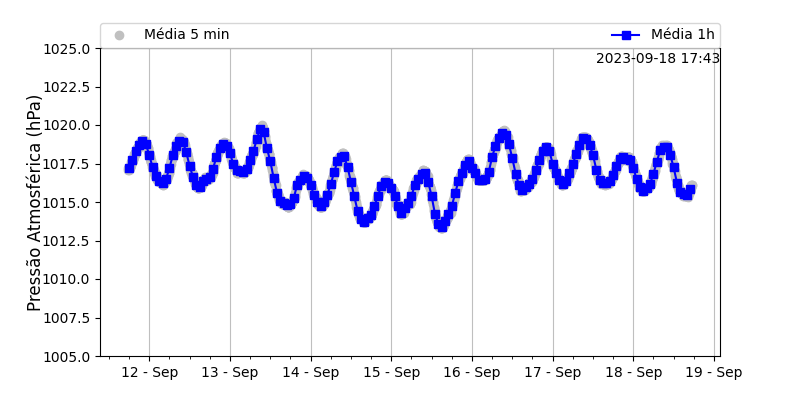 Média 5 min
Média 1h
2023-09-18 17:43
Pressão Atmosférica (hPa)
1025.0
1022.5
1020.0
1017.5
1015.0
1012.5
1010.0
1007.5
1005.0
12 - Sep
13 - Sep
14 - Sep
15 - Sep
16 - Sep
17 - Sep
18 - Sep
19 - Sep